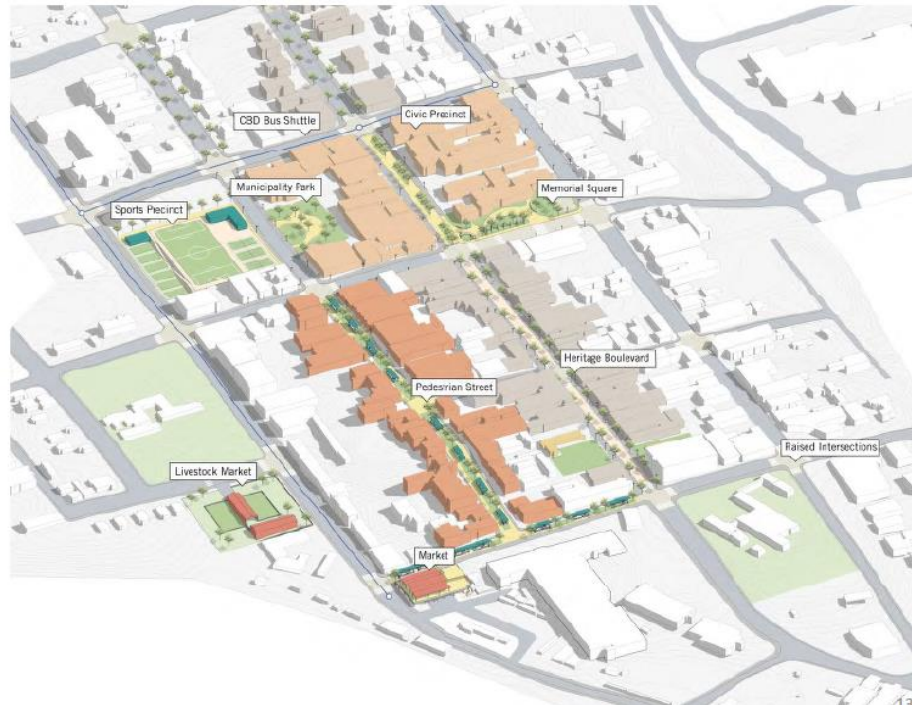 Civic Precinct
CBD Bus Shuttle
Municipality Park
Memorial Square
Sports Precinct
Heritage Boulevard
Pedestrian Street
Raised Intersections
Livestock Market
Market
13